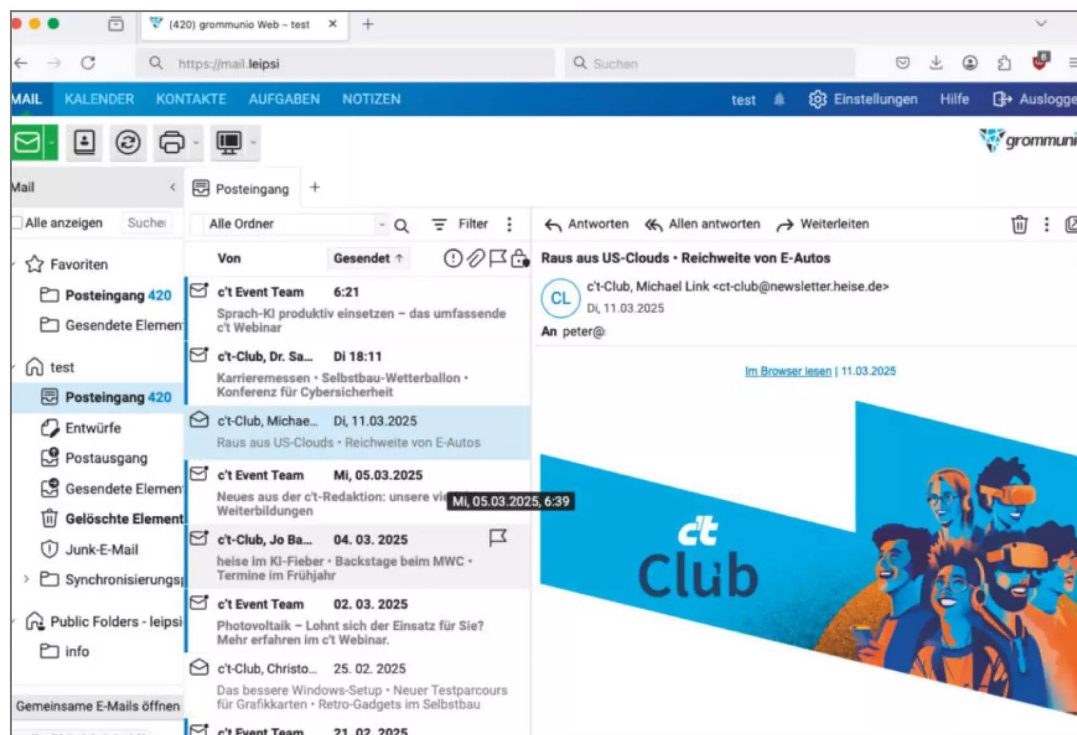 (420) grommunio Web – test
https://mail.leipsi
Suchen
MAIL KALENDER KONTAKTE AUFGABEN NOTIZEN
test Einstellungen Hilfe Auslogge
grommuni
Mail
Posteingang
Alle anzeigen
Suche
Favoriten
Posteingang 420
Gesendete Elemen
test
Posteingang 420
Entwürfe
Postausgang
Gesendete Elemen
Gelöschte Element
Junk-E-Mail
Synchronisierungsp
Public Folders - leipsi
info
Gemeinsame E-Mails öffnen
Alle Ordner
Filter
Von Gesendet
c't Event Team 6:21
Sprach-KI produktiv einsetzen – das umfassende
c't Webinar
c't-Club, Dr. Sa... Di 18:11
Karrieremessen • Selbstbau-Wetterballon •
Konferenz für Cybersicherheit
c't-Club, Michae... Di, 11.03.2025
Raus aus US-Clouds • Reichweite von E-Autos
c't Event Team Mi, 05.03.2025
Neues aus der c't-Redaktion: unsere vie
Weiterbildungen
Mi, 05.03.2025, 6:39
c't-Club, Jo Ba... 04. 03. 2025
heise im KI-Fieber • Backstage beim MWC •
Termine im Frühjahr
c't Event Team 02. 03. 2025
Photovoltaik – Lohnt sich der Einsatz für Sie?
Mehr erfahren im c't Webinar.
c't-Club, Christo... 25. 02. 2025
Das bessere Windows-Setup • Neuer Testparcours
für Grafikkarten • Retro-Gadgets im Selbstbau
c't Event Team 21. 02. 2025
Antworten Allen antworten Weiterleiten
Raus aus US-Clouds • Reichweite von E-Autos
CL
c't-Club, Michael Link <ct-club@newsletter.heise.de>
Di, 11.03.2025
An peter@
Im Browser lesen | 11.03.2025
c't
Club